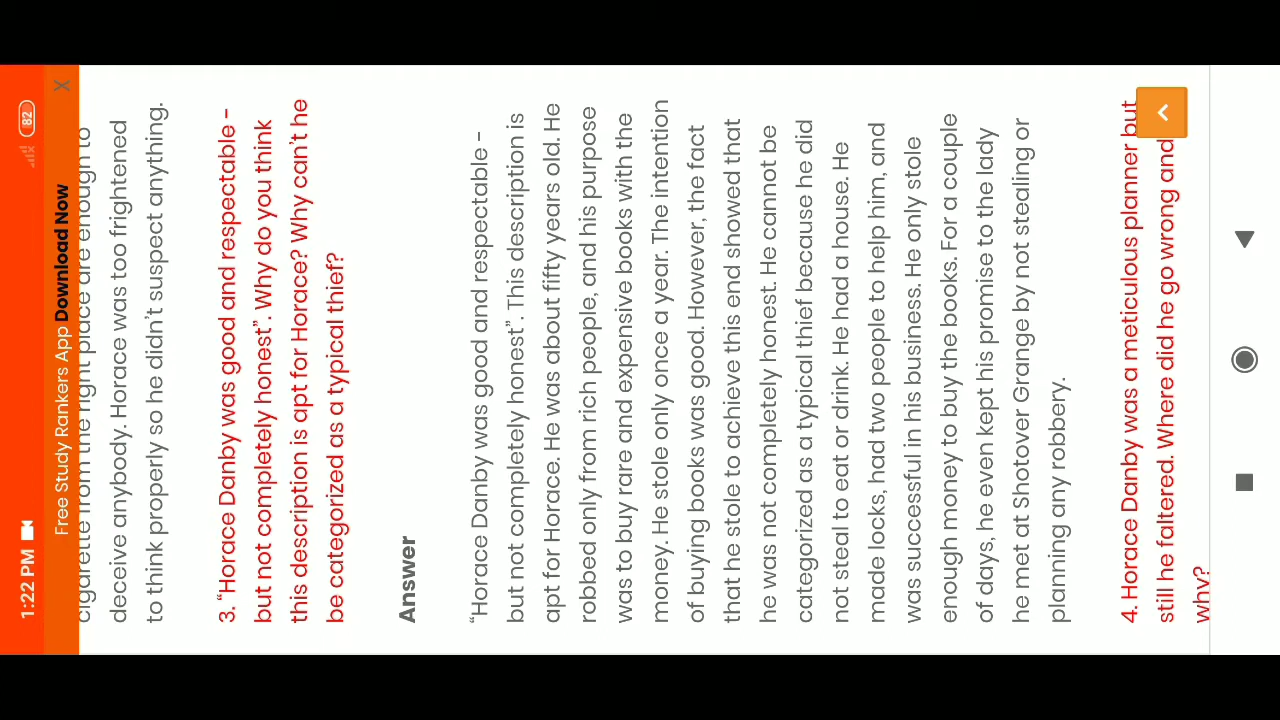 1:22 PM 82
Free Study Rankers App Download Now X
cigarette from the right place are enough to
deceive anybody. Horace was too frightened
to think properly so he didn't suspect anything.
3. “Horace Danby was good and respectable -
but not completely honest”. Why do you think
this description is apt for Horace? Why can't he
be categorized as a typical thief?
Answer
“Horace Danby was good and respectable -
but not completely honest”. This description is
apt for Horace. He was about fifty years old. He
robbed only from rich people, and his purpose
was to buy rare and expensive books with the
money. He stole only once a year. The intention
of buying books was good. However, the fact
that he stole to achieve this end showed that
he was not completely honest. He cannot be
categorized as a typical thief because he did
not steal to eat or drink. He had a house. He
made locks, had two people to help him, and
was successful in his business. He only stole
enough money to buy the books. For a couple
of days, he even kept his promise to the lady
he met at Shotover Grange by not stealing or
planning any robbery.
4. Horace Danby was a meticulous planner but
still he faltered. Where did he go wrong and
why?